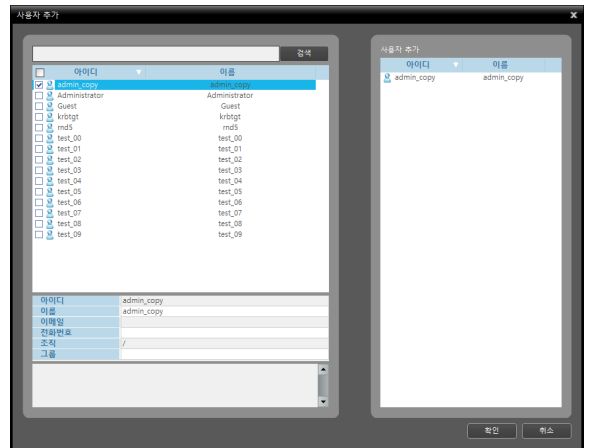 사용자 추가
x
검색
아이디 이름
admin_copy admin_copy
Administrator Administrator
Guest Guest
krbtgt krbtgt
rnd5 rnd5
test_00 test_00
test_01 test_01
test_02 test_02
test_03 test_03
test_04 test_04
test_05 test_05
test_06 test_06
test_07 test_07
test_08 test_08
test_09 test_09
아이디 admin_copy
이름 admin_copy
이메일
전화번호
조직 /
그룹
사용자 추가
아이디 이름
admin_copy admin_copy
확인 취소